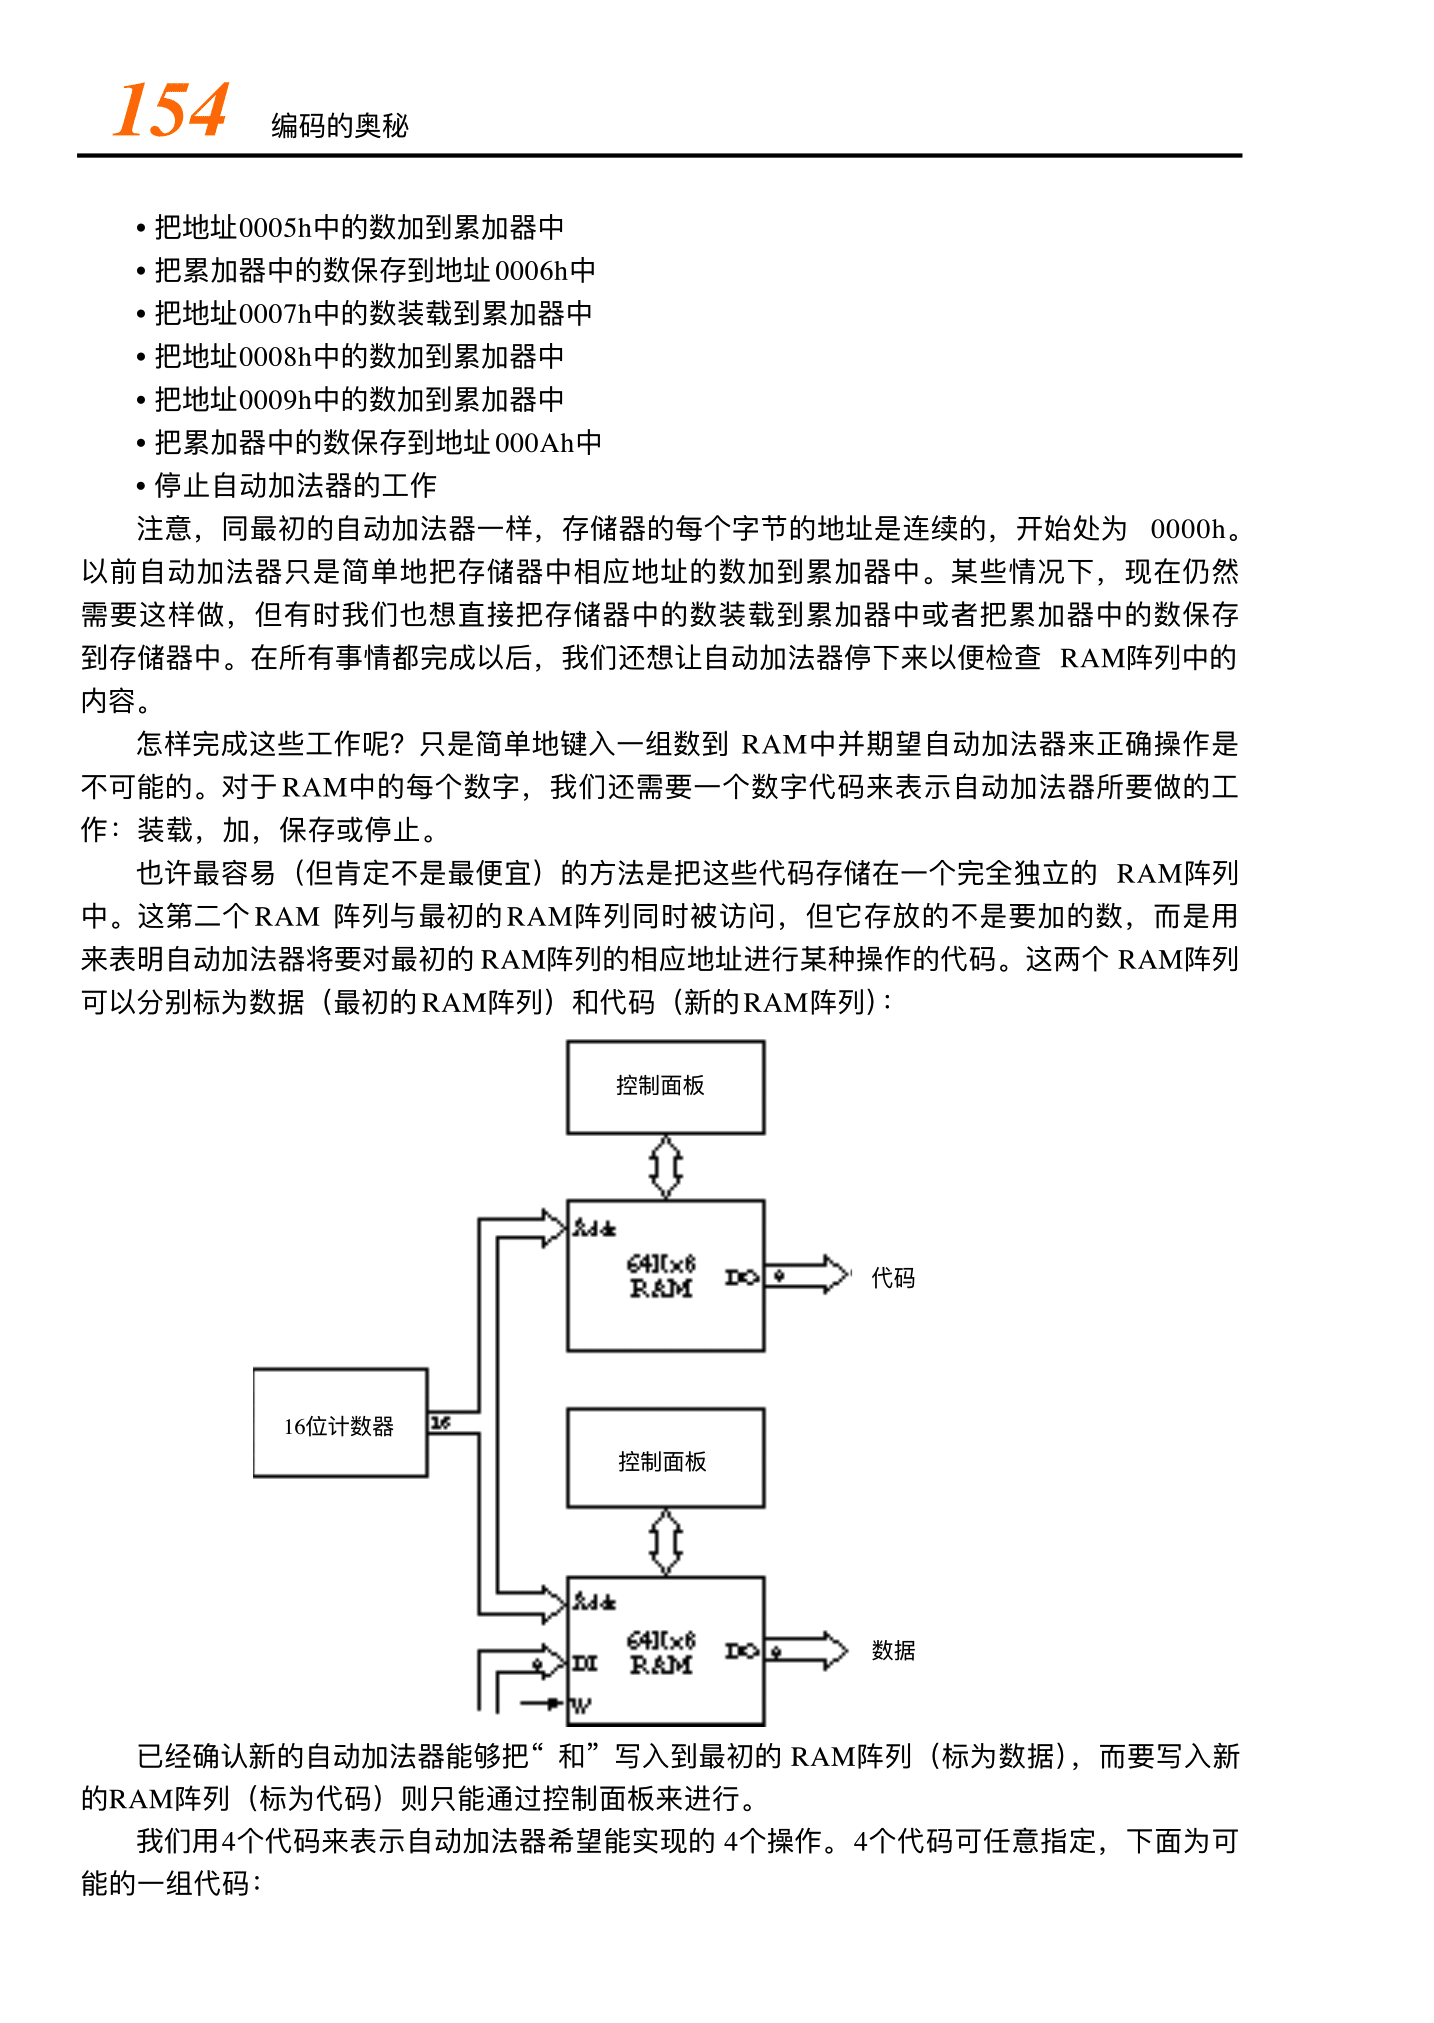 154 编码的奥秘
• 把地址0005h中的数加到累加器中
• 把累加器中的数保存到地址0006h中
• 把地址0007h中的数装载到累加器中
• 把地址0008h中的数加到累加器中
• 把地址0009h中的数加到累加器中
• 把累加器中的数保存到地址000Ah中
• 停止自动加法器的工作
注意，同最初的自动加法器一样，存储器的每个字节的地址是连续的，开始处为 0000h。
以前自动加法器只是简单地把存储器中相应地址的数加到累加器中。某些情况下，现在仍然
需要这样做，但有时我们也想直接把存储器中的数装载到累加器中或者把累加器中的数保存
到存储器中。在所有事情都完成以后，我们还想让自动加法器停下来以便检查 RAM阵列中的
内容。
怎样完成这些工作呢？只是简单地键入一组数到 RAM中并期望自动加法器来正确操作是
不可能的。对于RAM中的每个数字，我们还需要一个数字代码来表示自动加法器所要做的工
作：装载，加，保存或停止。
也许最容易（但肯定不是最便宜）的方法是把这些代码存储在一个完全独立的 RAM阵列
中。这第二个RAM 阵列与最初的RAM阵列同时被访问，但它存放的不是要加的数，而是用
来表明自动加法器将要对最初的RAM阵列的相应地址进行某种操作的代码。这两个 RAM阵列
可以分别标为数据（最初的RAM阵列）和代码（新的RAM阵列）：
控制面板
Addr
64K×8
RAM
DO
8
代码
16位计数器
16
控制面板
Addr
64K×8
RAM
DO
8
数据
8
DI
W
已经确认新的自动加法器能够把“和”写入到最初的 RAM阵列（标为数据），而要写入新
的RAM阵列（标为代码）则只能通过控制面板来进行。
我们用4个代码来表示自动加法器希望能实现的 4个操作。4个代码可任意指定，下面为可
能的一组代码：